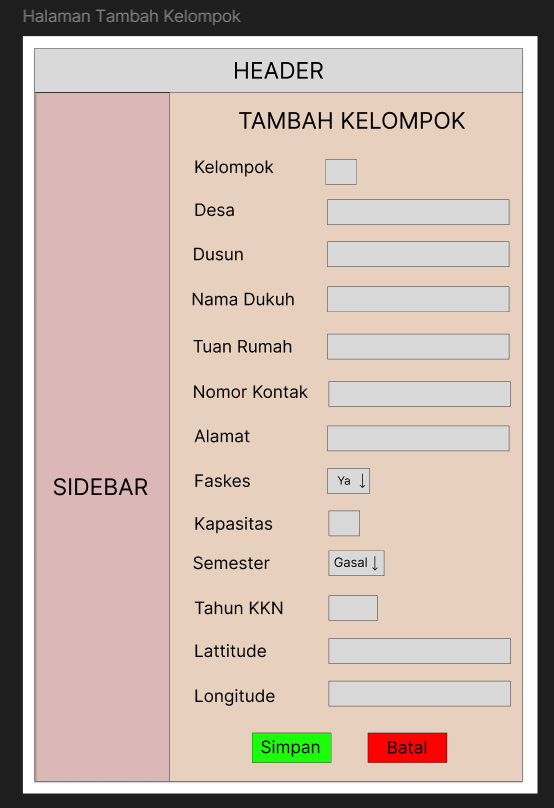 Halaman Tambah Kelompok
HEADER
SIDEBAR
TAMBAH KELOMPOK
Kelompok
Desa
Dusun
Nama Dukuh
Tuan Rumah
Nomor Kontak
Alamat
Faskes Ya ↓
Kapasitas
Semester Gasal ↓
Tahun KKN
Lattitude
Longitude
Simpan Batal